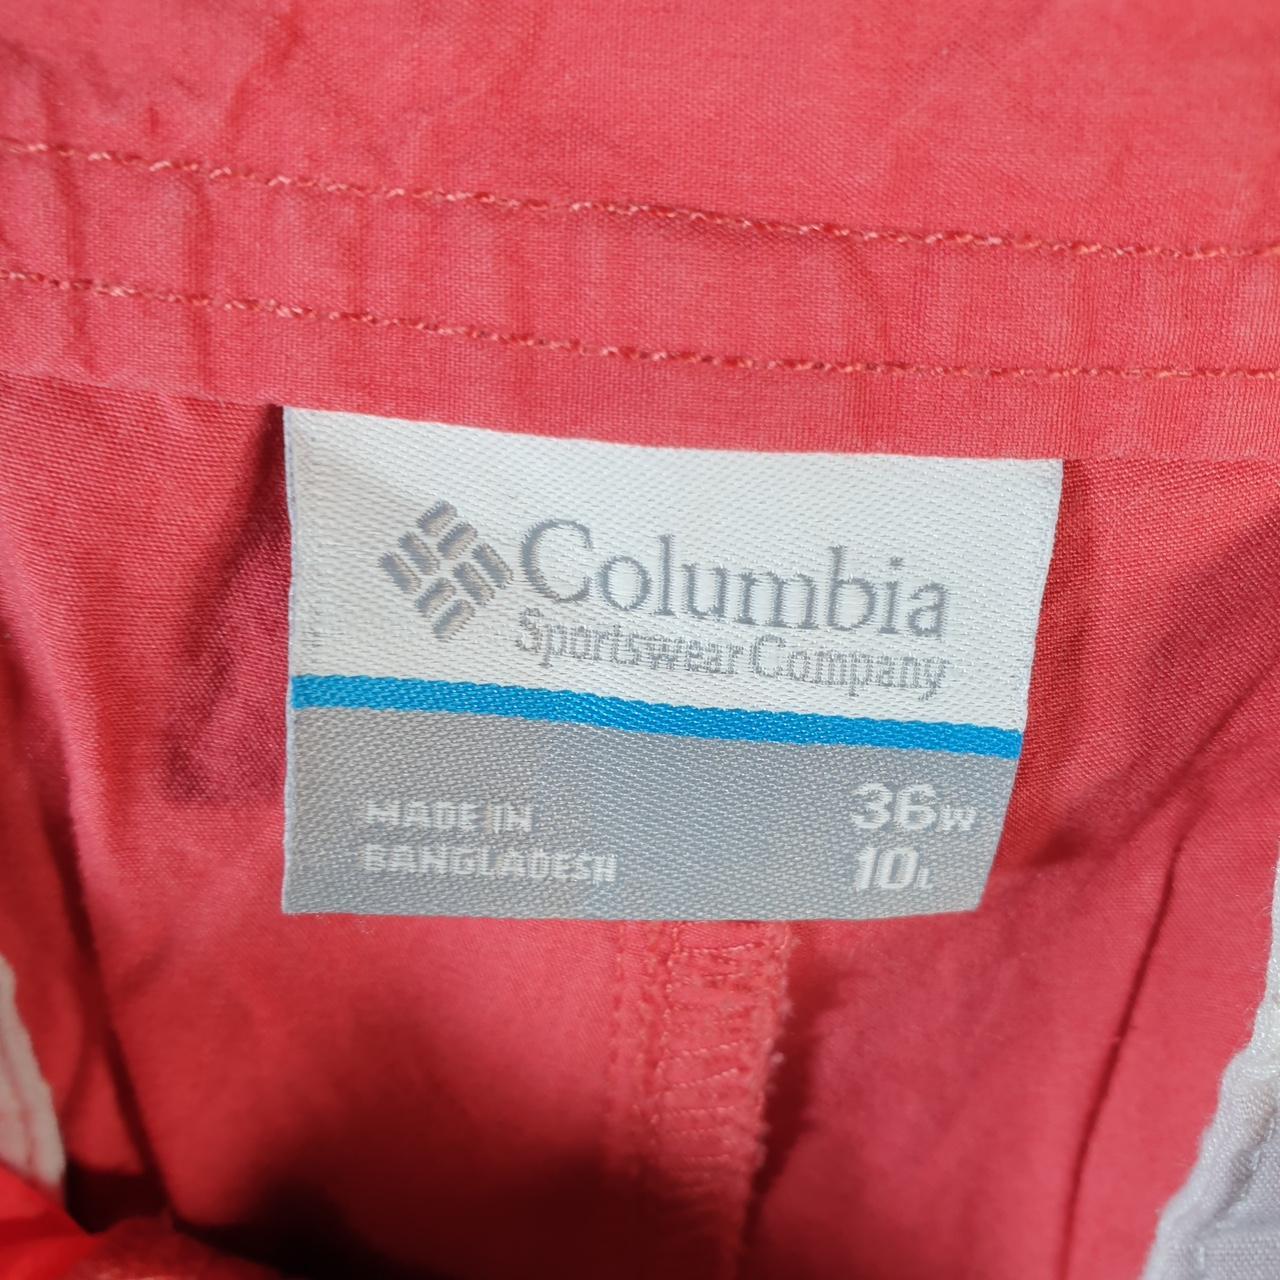 Columbia
Sportswear Company
MADE IN
BANGLADESH
36W
10L